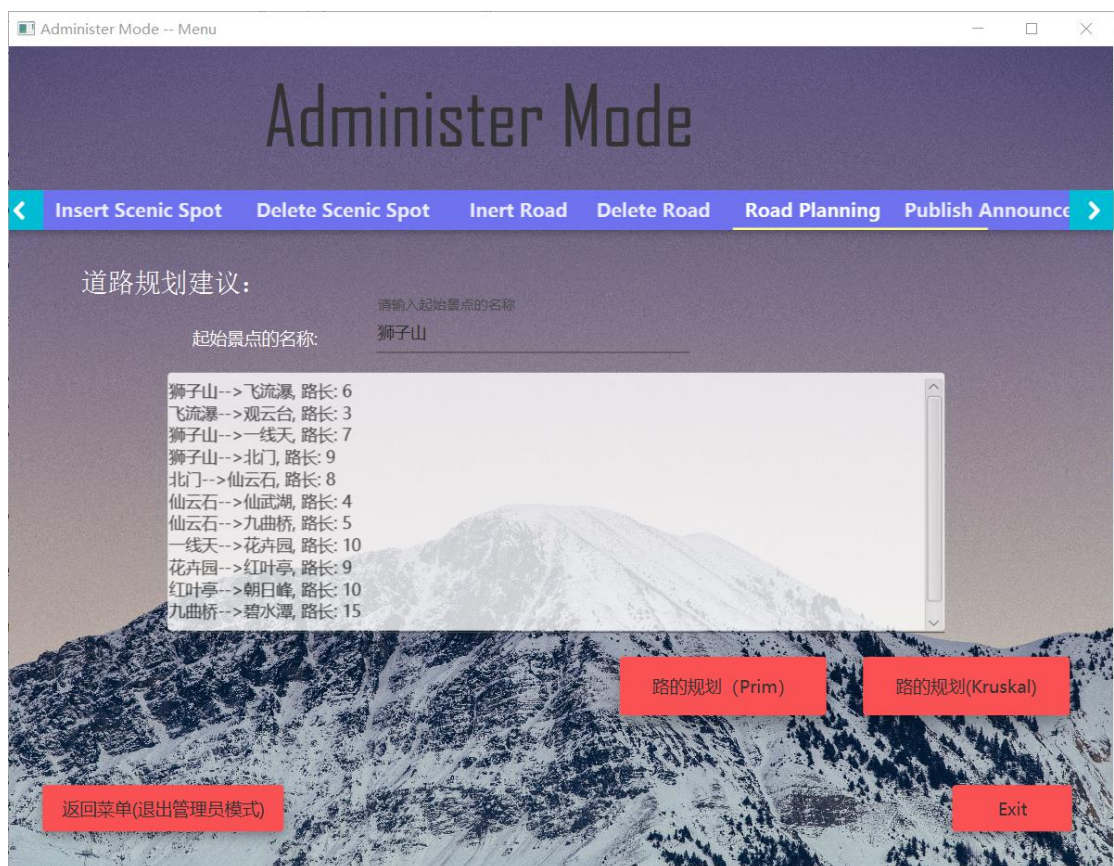 Administer Mode -- Menu
Administer Mode
Insert Scenic Spot Delete Scenic Spot Inert Road Delete Road Road Planning Publish Announce
道路规划建议：
请输入起始景点的名称
起始景点的名称: 狮子山
狮子山-->飞流瀑, 路长: 6
飞流瀑-->观云台, 路长: 3
狮子山-->一线天, 路长: 7
狮子山-->北门, 路长: 9
北门-->仙云石, 路长: 8
仙云石-->仙武湖, 路长: 4
仙云石-->九曲桥, 路长: 5
一线天-->花卉园, 路长: 10
花卉园-->红叶亭, 路长: 9
红叶亭-->朝日峰, 路长: 10
九曲桥-->碧水潭, 路长: 15
路的规划（Prim） 路的规划(Kruskal)
返回菜单(退出管理员模式) Exit